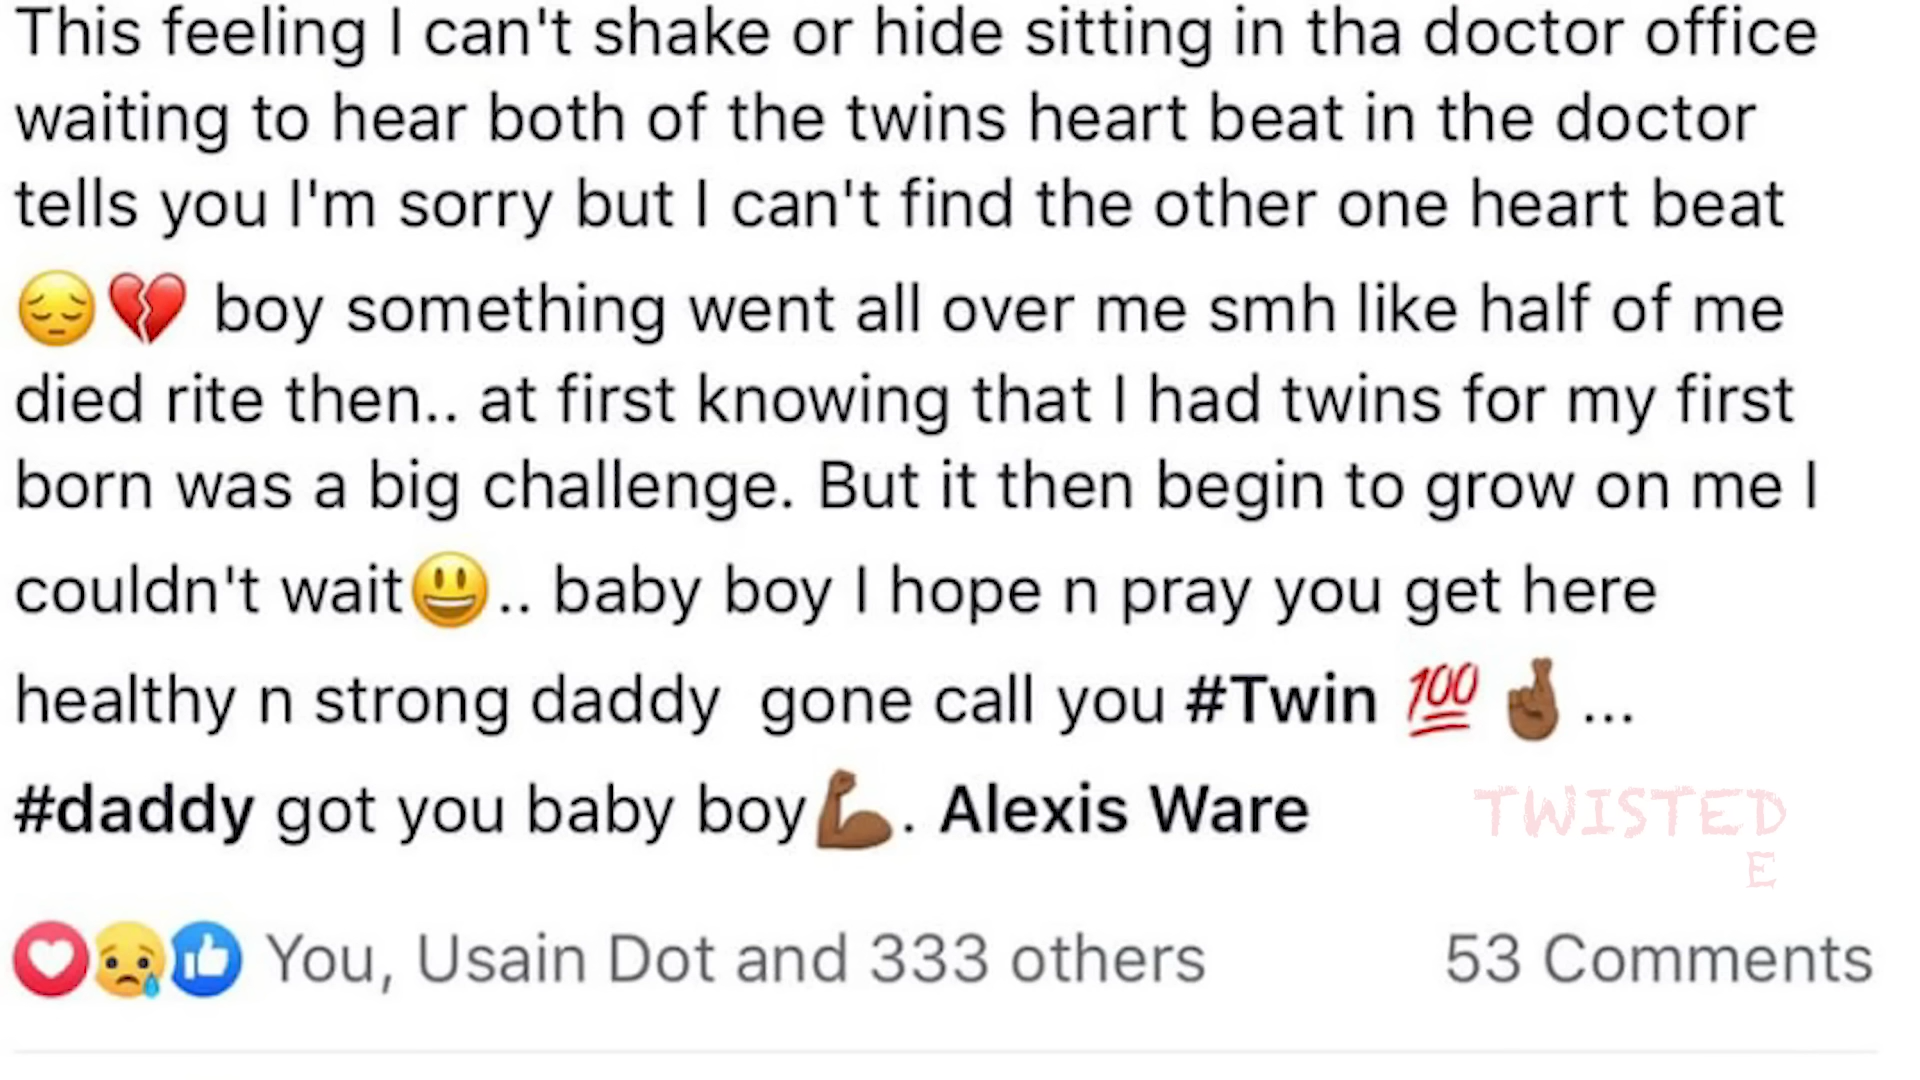 This feeling I can't shake or hide sitting in tha doctor office
waiting to hear both of the twins heart beat in the doctor
tells you I'm sorry but I can't find the other one heart beat
😔💔 boy something went all over me smh like half of me
died rite then.. at first knowing that I had twins for my first
born was a big challenge. But it then begin to grow on me I
couldn't wait😃.. baby boy I hope n pray you get here
healthy n strong daddy  gone call you #Twin 💯🤞🏾...
#daddy got you baby boy💪🏾. Alexis Ware
TWISTED
E
You, Usain Dot and 333 others 53 Comments